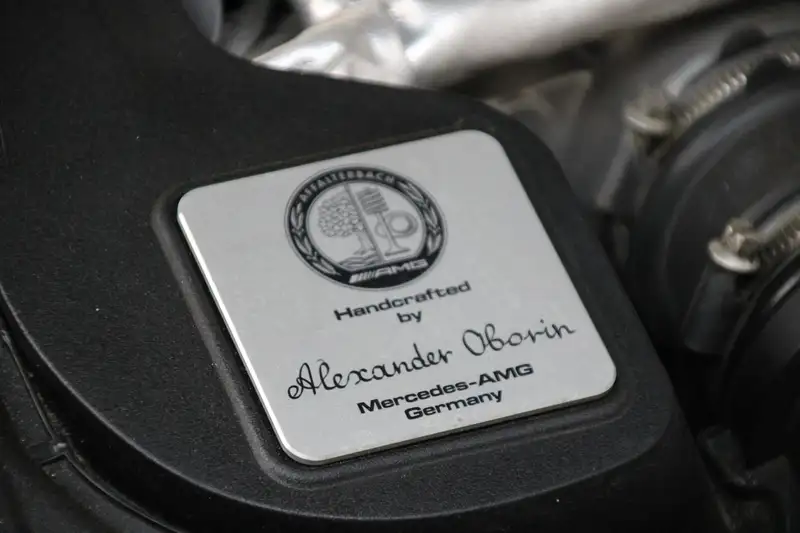 AFFALTERBACH
AMG
Handcrafted
by
Alexander Oborin
Mercedes-AMG
Germany